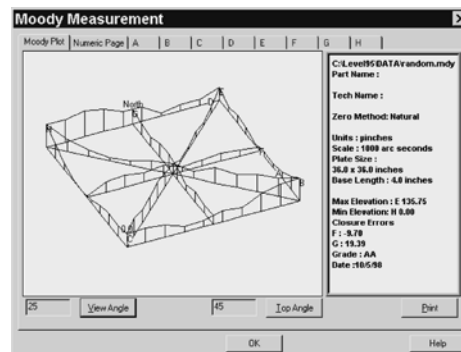 Moody Measurement
Moody Plot Numeric Page A B C D E F G H
North
C:\Level95\DATA\random.mdy
Part Name :
Tech Name :
Zero Method: Natural
Units : pinches
Scale : 1000 arc seconds
Plate Size :
36.0 x 36.0 inches
Base Length : 4.0 inches
Max Elevation : E 135.75
Min Elevation: H 0.00
Closure Errors
F : -9.70
G : 19.39
Grade : AA
Date :10/5/98
25 View Angle 45 Top Angle Print
OK Help